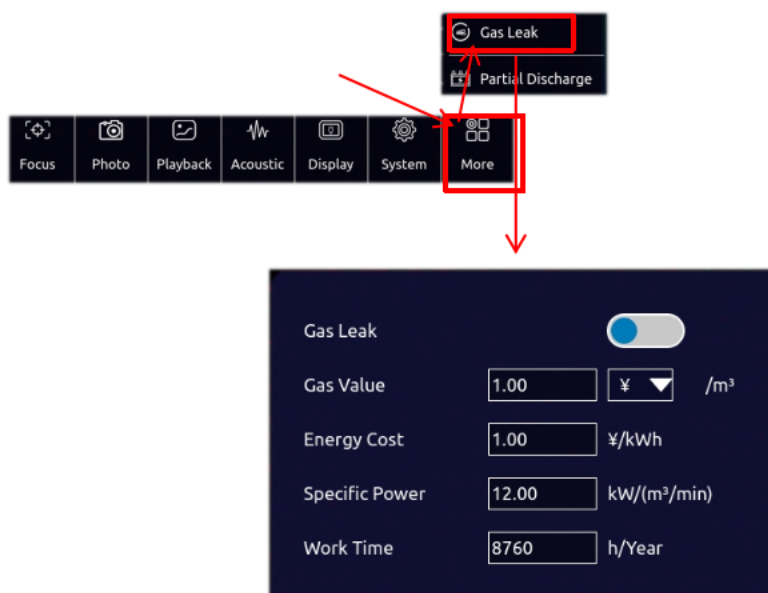 Gas Leak
Partial Discharge
Focus Photo Playback Acoustic Display System More
Gas Leak
Gas Value 1.00 ¥ /m³
Energy Cost 1.00 ¥/kWh
Specific Power 12.00 kW/(m³/min)
Work Time 8760 h/Year